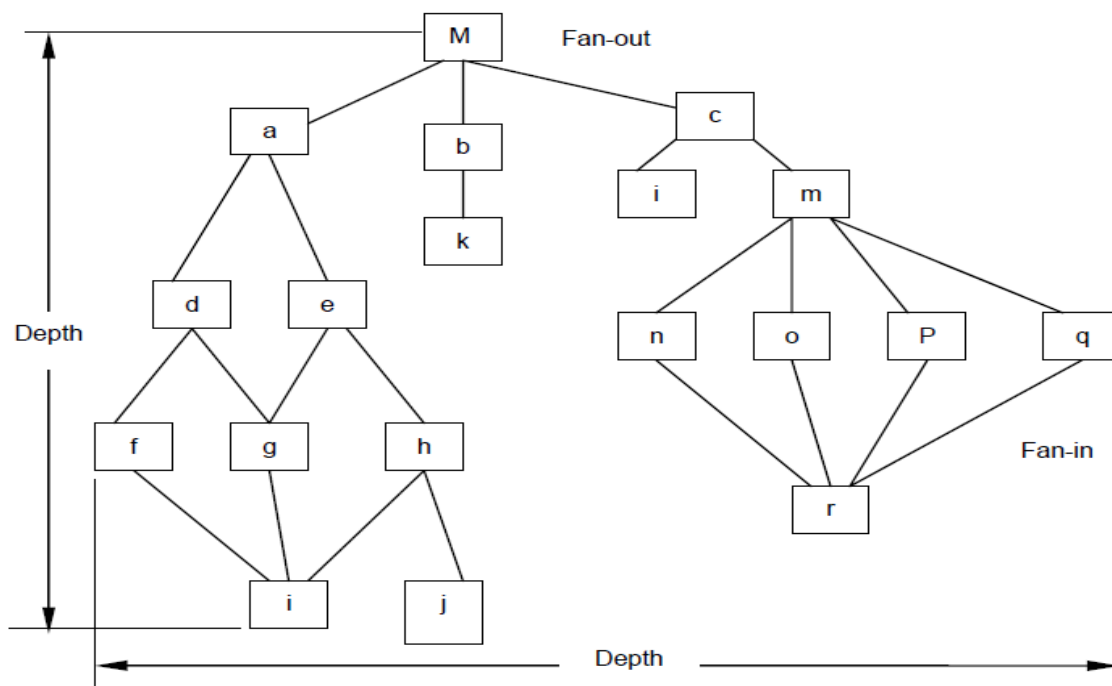 M Fan-out
c
a
b
i m
k
d e
Depth n o P q
f g h Fan-in
r
i j
Depth